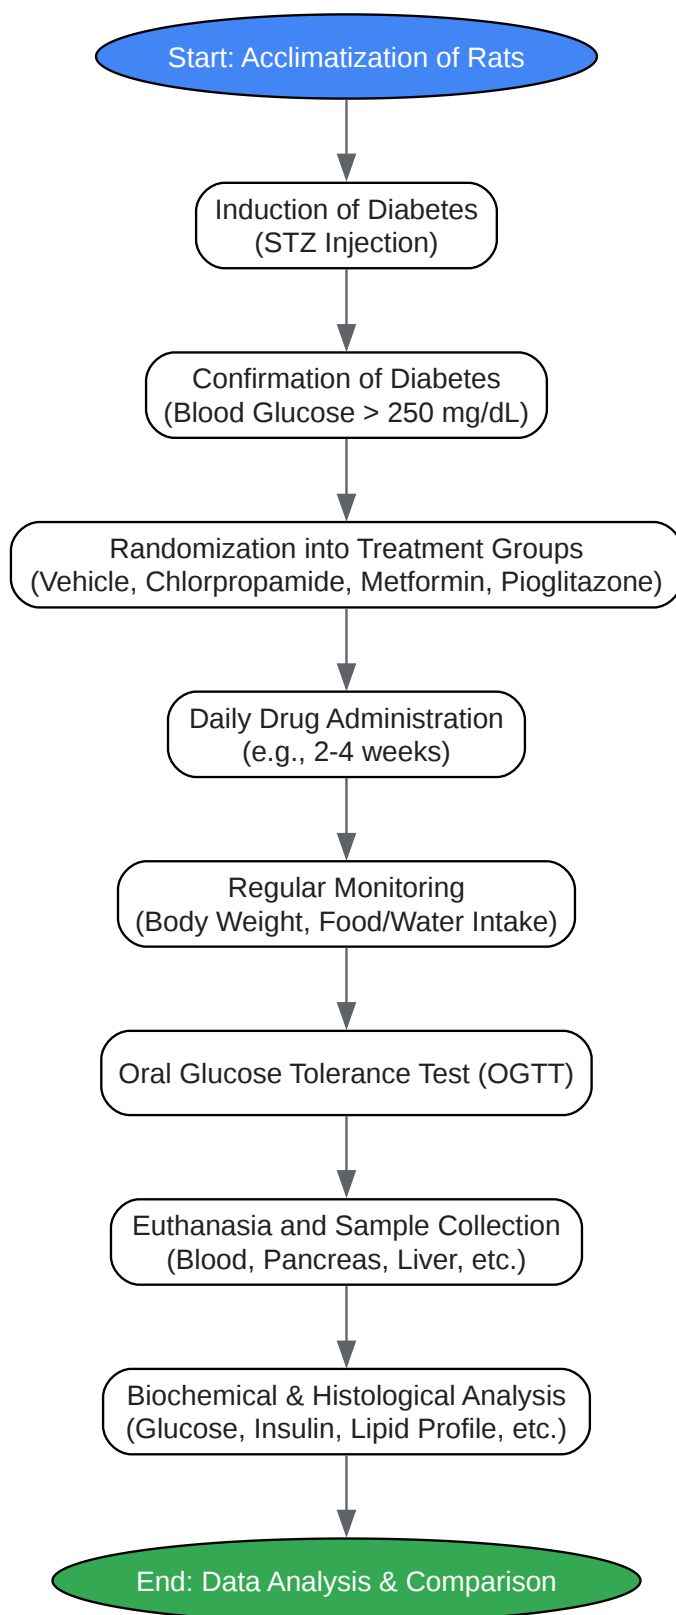 Start: Acclimatization of Rats
Induction of Diabetes
(STZ Injection)
Confirmation of Diabetes
(Blood Glucose > 250 mg/dL)
Randomization into Treatment Groups
(Vehicle, Chlorpropamide, Metformin, Pioglitazone)
Daily Drug Administration
(e.g., 2-4 weeks)
Regular Monitoring
(Body Weight, Food/Water Intake)
Oral Glucose Tolerance Test (OGTT)
Euthanasia and Sample Collection
(Blood, Pancreas, Liver, etc.)
Biochemical & Histological Analysis
(Glucose, Insulin, Lipid Profile, etc.)
End: Data Analysis & Comparison